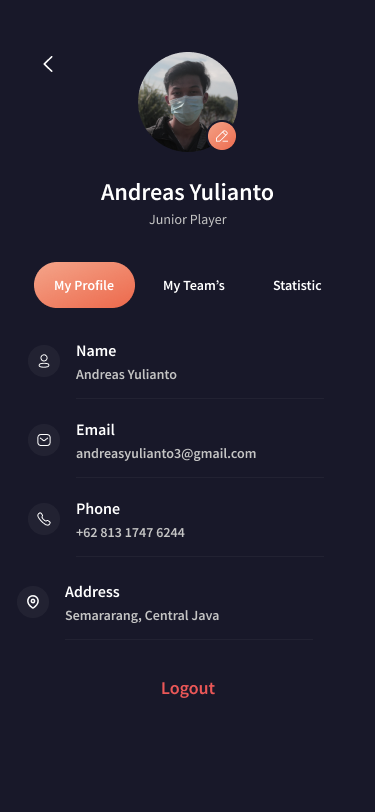 Andreas Yulianto
Junior Player
My Profile
My Team's
Statistic
Name
Andreas Yulianto
Email
andreasyulianto3@gmail.com
Phone
+62 813 1747 6244
Address
Semararang, Central Java
Logout